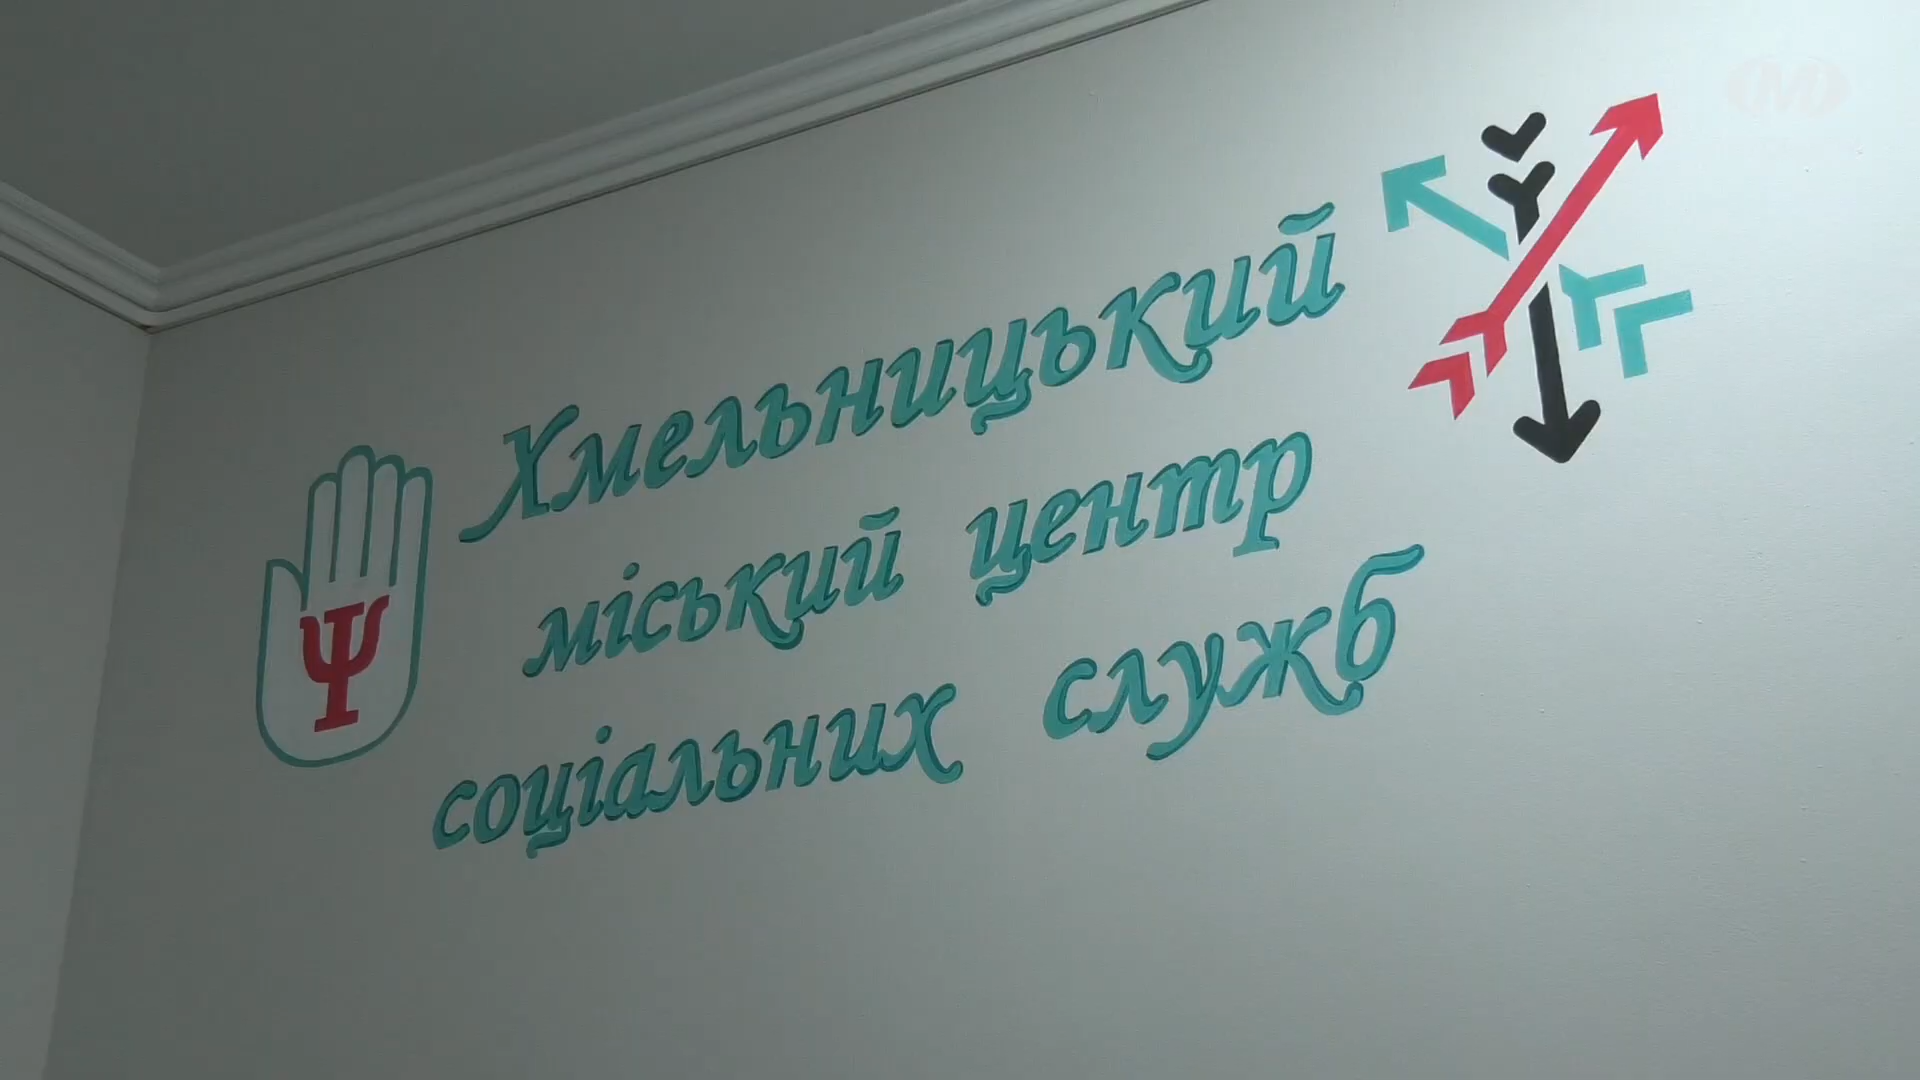 Хмельницький
міський центр
соціальних служб
Ψ
М